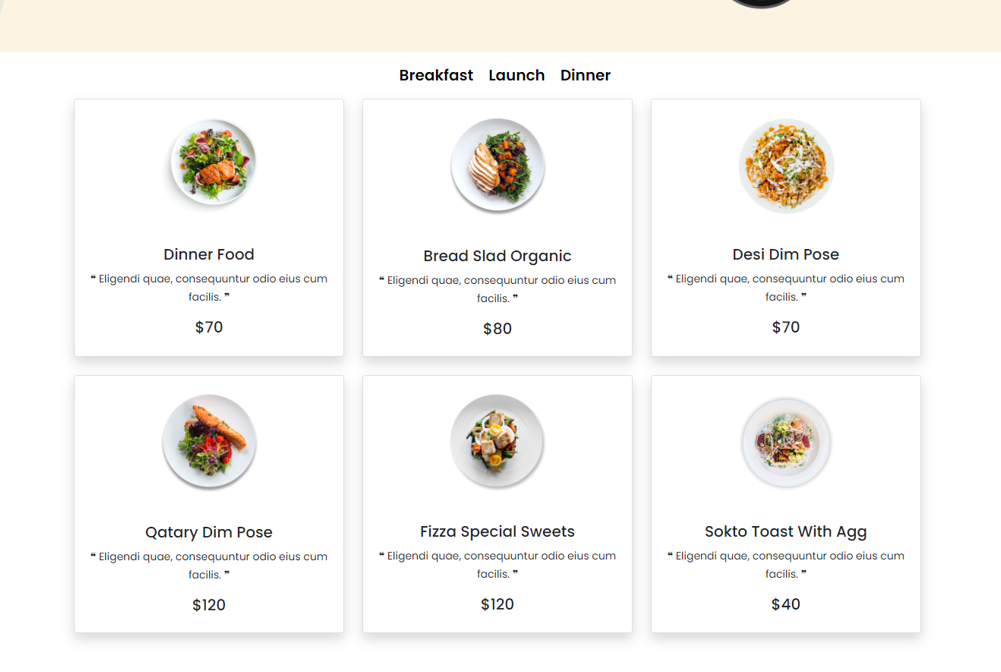 Breakfast Launch Dinner
Dinner Food
❝ Eligendi quae, consequuntur odio eius cum
facilis. ❞
$70
Bread Slad Organic
❝ Eligendi quae, consequuntur odio eius cum
facilis. ❞
$80
Desi Dim Pose
❝ Eligendi quae, consequuntur odio eius cum
facilis. ❞
$70
Qatary Dim Pose
❝ Eligendi quae, consequuntur odio eius cum
facilis. ❞
$120
Fizza Special Sweets
❝ Eligendi quae, consequuntur odio eius cum
facilis. ❞
$120
Sokto Toast With Agg
❝ Eligendi quae, consequuntur odio eius cum
facilis. ❞
$40